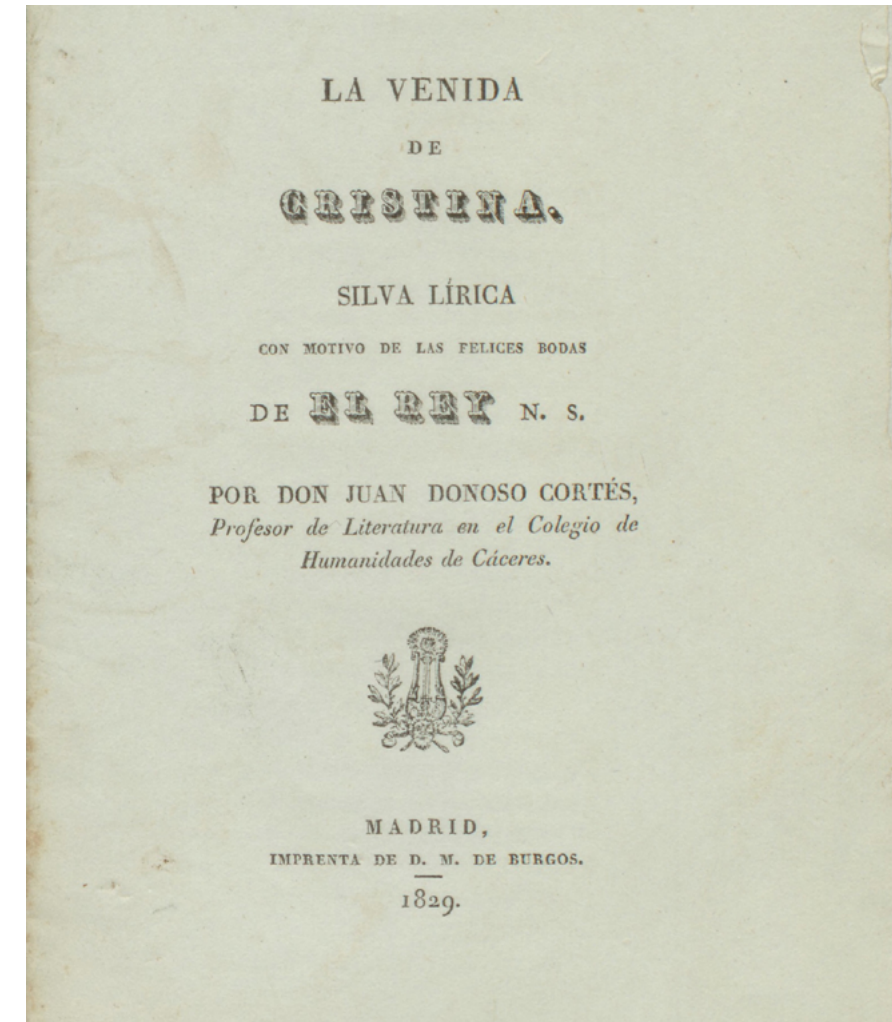 LA VENIDA
DE
CRISTINA.
SILVA LÍRICA
CON MOTIVO DE LAS FELICES BODAS
DE EL REY N. S.
POR DON JUAN DONOSO CORTÉS,
Profesor de Literatura en el Colegio de
Humanidades de Cáceres.
MADRID,
IMPRENTA DE D. M. DE BURGOS.
1829.